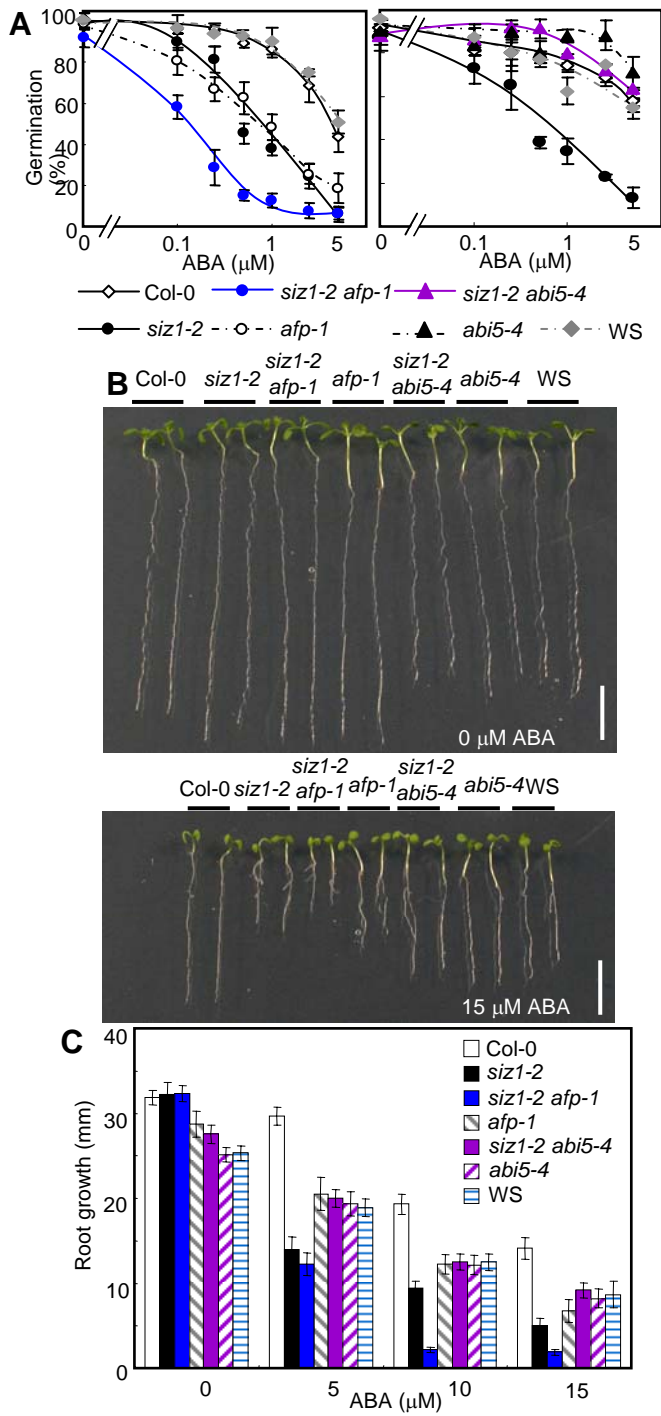 A
Germination
(%)
100
80
60
40
20
0
0 0.1 1 5
ABA (μM)
0 0.1 1 5
ABA (μM)
Col-0 siz1-2 afp-1 siz1-2 abi5-4
siz1-2 afp-1 abi5-4 WS
B
Col-0 siz1-2 siz1-2 afp-1 afp-1 siz1-2 abi5-4 abi5-4 WS
0 μM ABA
Col-0 siz1-2 siz1-2 afp-1 afp-1 siz1-2 abi5-4 abi5-4 WS
15 μM ABA
C
Root growth (mm)
40
30
20
10
0
Col-0
siz1-2
siz1-2 afp-1
afp-1
siz1-2 abi5-4
abi5-4
WS
0 5 10 15
ABA (μM)